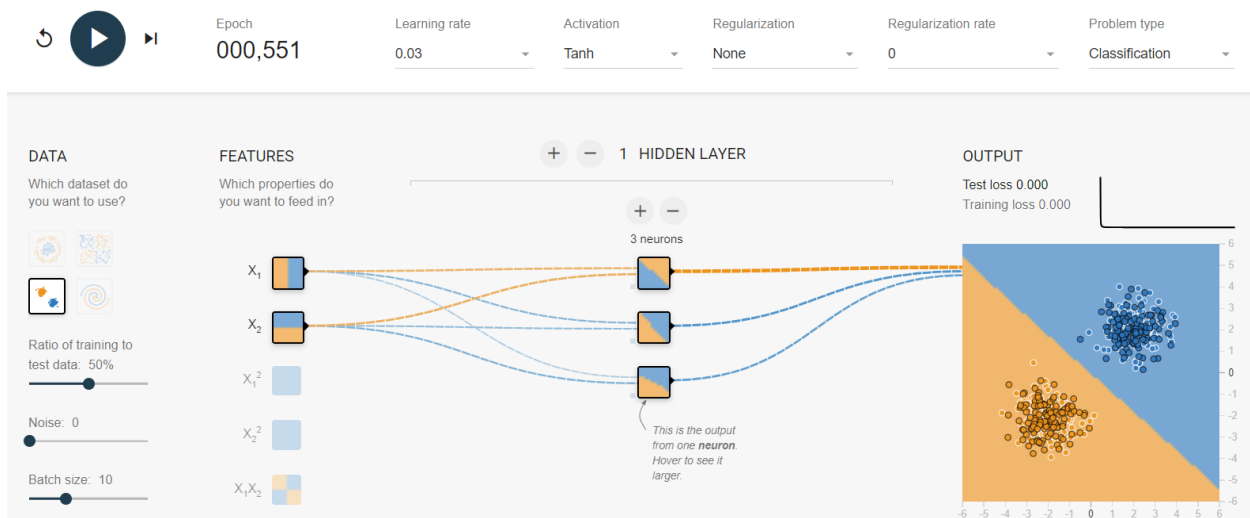 Epoch
000,551
Learning rate
0.03
Activation
Tanh
Regularization
None
Regularization rate
0
Problem type
Classification
DATA
Which dataset do
you want to use?
Ratio of training to
test data: 50%
Noise: 0
Batch size: 10
FEATURES
Which properties do
you want to feed in?
X₁
X₂
X₁²
X₂²
X₁X₂
+ − 1 HIDDEN LAYER
+ −
3 neurons
This is the output
from one neuron.
Hover to see it
larger.
OUTPUT
Test loss 0.000
Training loss 0.000
6
5
4
3
2
1
0
-1
-2
-3
-4
-5
-6
-6 -5 -4 -3 -2 -1 0 1 2 3 4 5 6